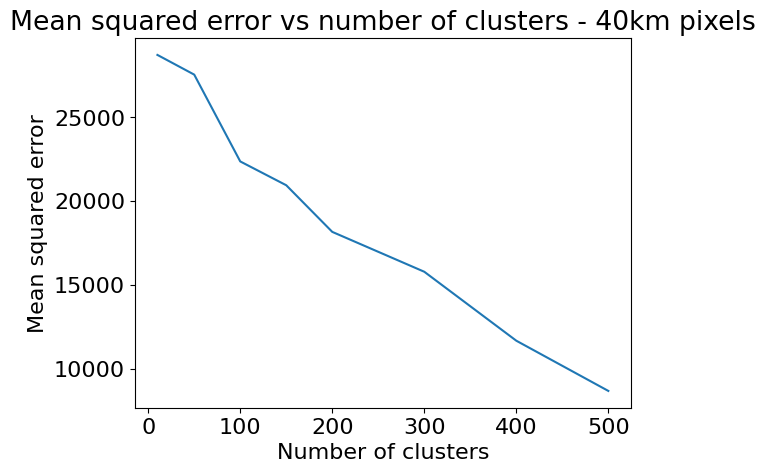 Mean squared error vs number of clusters - 40km pixels
Mean squared error
25000
20000
15000
10000
0 100 200 300 400 500
Number of clusters